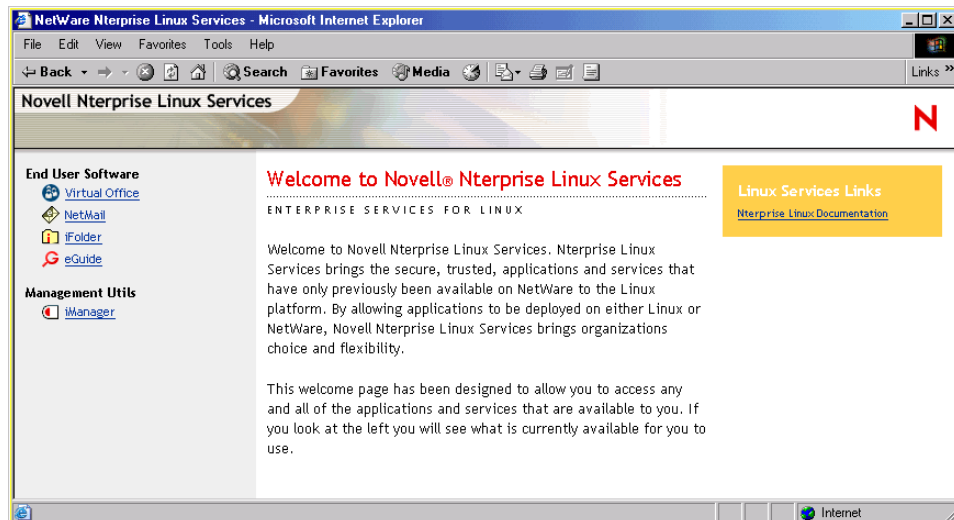 NetWare Nterprise Linux Services - Microsoft Internet Explorer
File Edit View Favorites Tools Help
Back Search Favorites Media Links »
Novell Nterprise Linux Services
N
End User Software
Virtual Office
NetMail
iFolder
eGuide
Management Utils
iManager
Welcome to Novell® Nterprise Linux Services
ENTERPRISE SERVICES FOR LINUX
Welcome to Novell Nterprise Linux Services. Nterprise Linux
Services brings the secure, trusted, applications and services that
have only previously been available on NetWare to the Linux
platform. By allowing applications to be deployed on either Linux or
NetWare, Novell Nterprise Linux Services brings organizations
choice and flexibility.
This welcome page has been designed to allow you to access any
and all of the applications and services that are available to you. If
you look at the left you will see what is currently available for you to
use.
Linux Services Links
Nterprise Linux Documentation
Internet